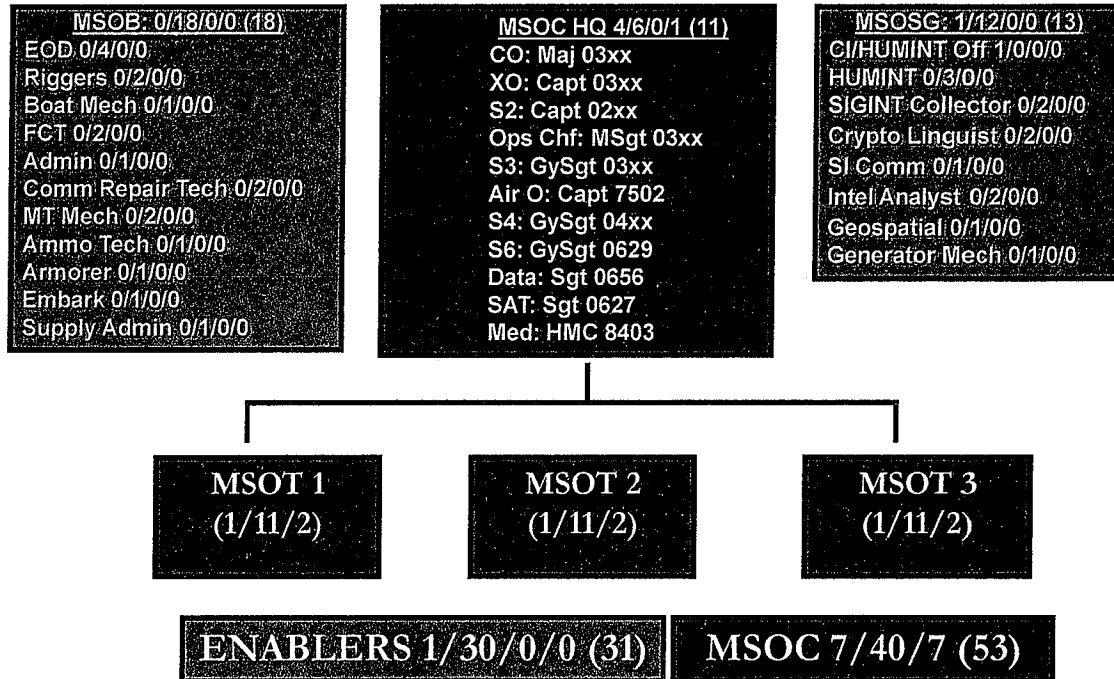 MSOB: 0/18/0/0 (18)
EOD 0/4/0/0
Riggers 0/2/0/0
Boat Mech 0/1/0/0
FCT 0/2/0/0
Admin 0/1/0/0
Comm Repair Tech 0/2/0/0
MT Mech 0/2/0/0
Ammo Tech 0/1/0/0
Armorer 0/1/0/0
Embark 0/1/0/0
Supply Admin 0/1/0/0
MSOC HQ 4/6/0/1 (11)
CO: Maj 03xx
XO: Capt 03xx
S2: Capt 02xx
Ops Chf: MSgt 03xx
S3: GySgt 03xx
Air O: Capt 7502
S4: GySgt 04xx
S6: GySgt 0629
Data: Sgt 0656
SAT: Sgt 0627
Med: HMC 8403
MSOSG: 1/12/0/0 (13)
CI/HUMINT Off 1/0/0/0
HUMINT 0/3/0/0
SIGINT Collector 0/2/0/0
Crypto Linguist 0/2/0/0
SI Comm 0/1/0/0
Intel Analyst 0/2/0/0
Geospatial 0/1/0/0
Generator Mech 0/1/0/0
MSOT 1
(1/11/2)
MSOT 2
(1/11/2)
MSOT 3
(1/11/2)
ENABLERS 1/30/0/0 (31)
MSOC 7/40/7 (53)